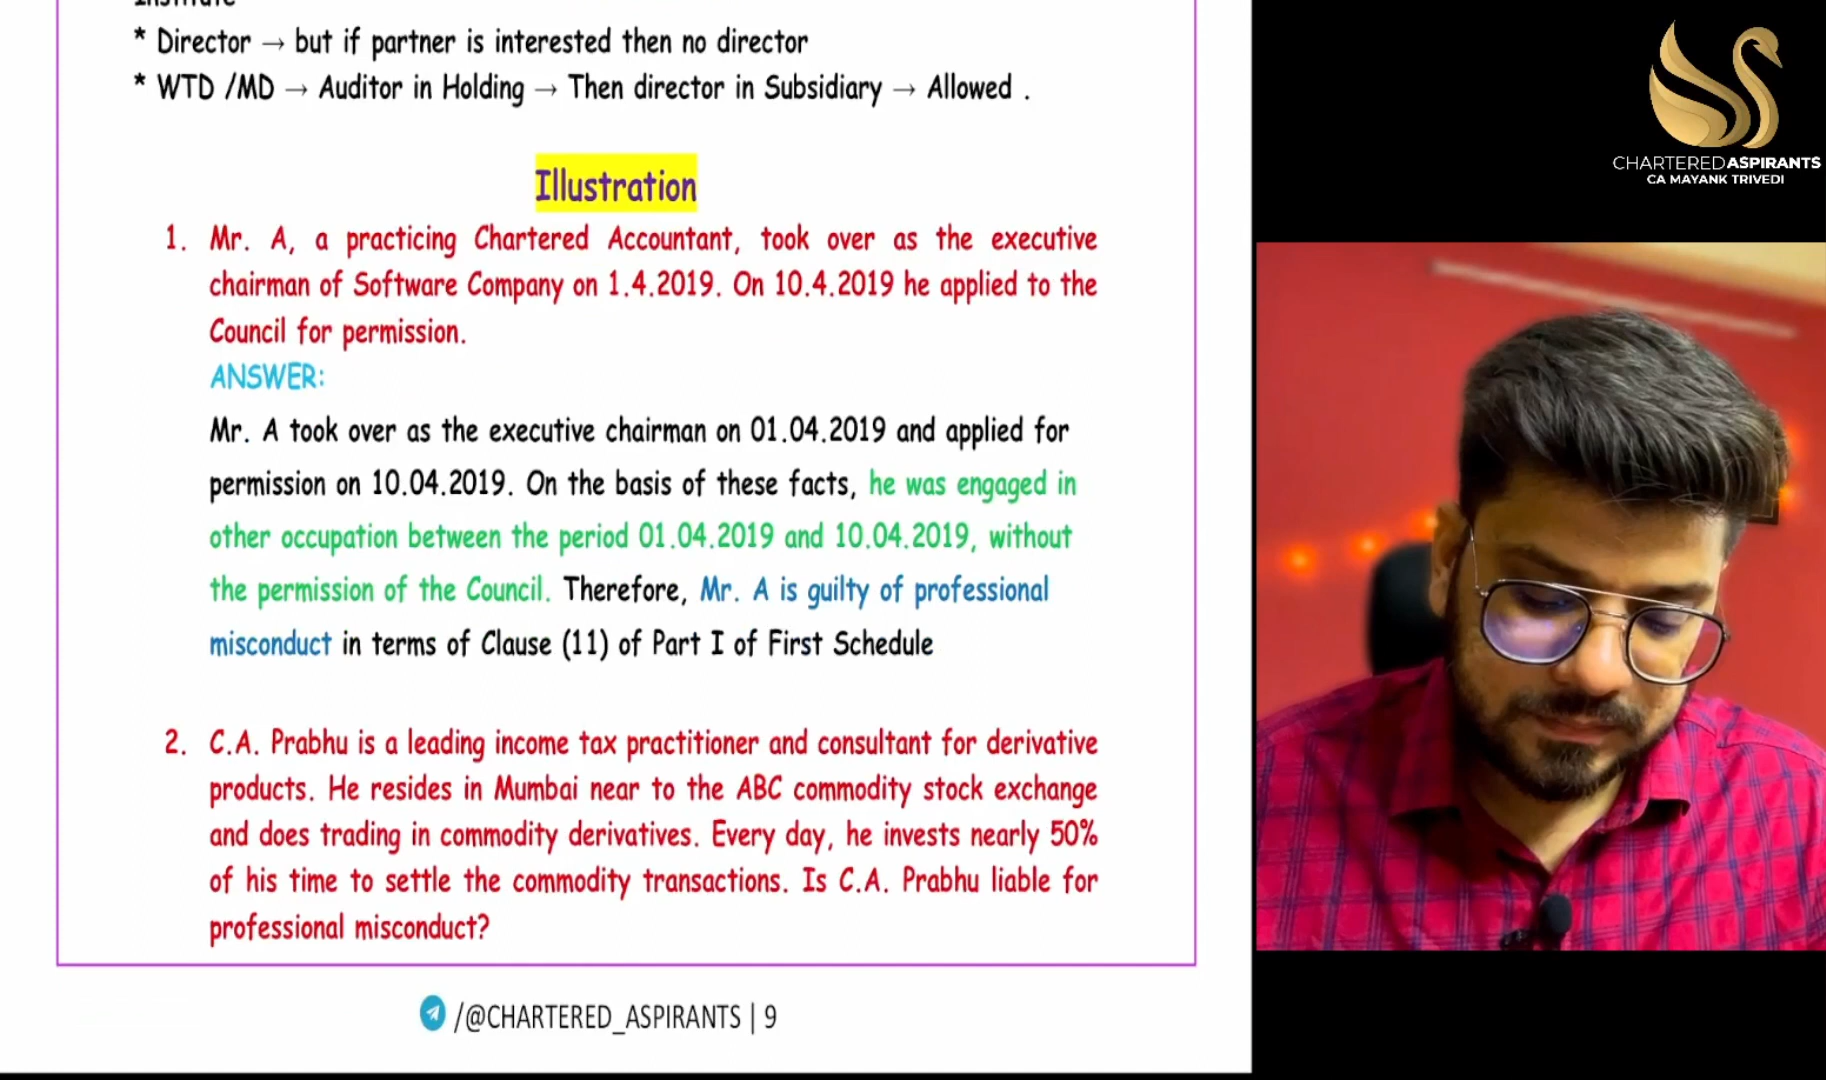 Institute
* Director → but if partner is interested then no director
* WTD /MD → Auditor in Holding → Then director in Subsidiary → Allowed .
Illustration
1. Mr. A, a practicing Chartered Accountant, took over as the executive
chairman of Software Company on 1.4.2019. On 10.4.2019 he applied to the
Council for permission.
ANSWER:
Mr. A took over as the executive chairman on 01.04.2019 and applied for
permission on 10.04.2019. On the basis of these facts, he was engaged in
other occupation between the period 01.04.2019 and 10.04.2019, without
the permission of the Council. Therefore, Mr. A is guilty of professional
misconduct in terms of Clause (11) of Part I of First Schedule
2. C.A. Prabhu is a leading income tax practitioner and consultant for derivative
products. He resides in Mumbai near to the ABC commodity stock exchange
and does trading in commodity derivatives. Every day, he invests nearly 50%
of his time to settle the commodity transactions. Is C.A. Prabhu liable for
professional misconduct?
/@CHARTERED_ASPIRANTS | 9
CHARTERED ASPIRANTS
CA MAYANK TRIVEDI